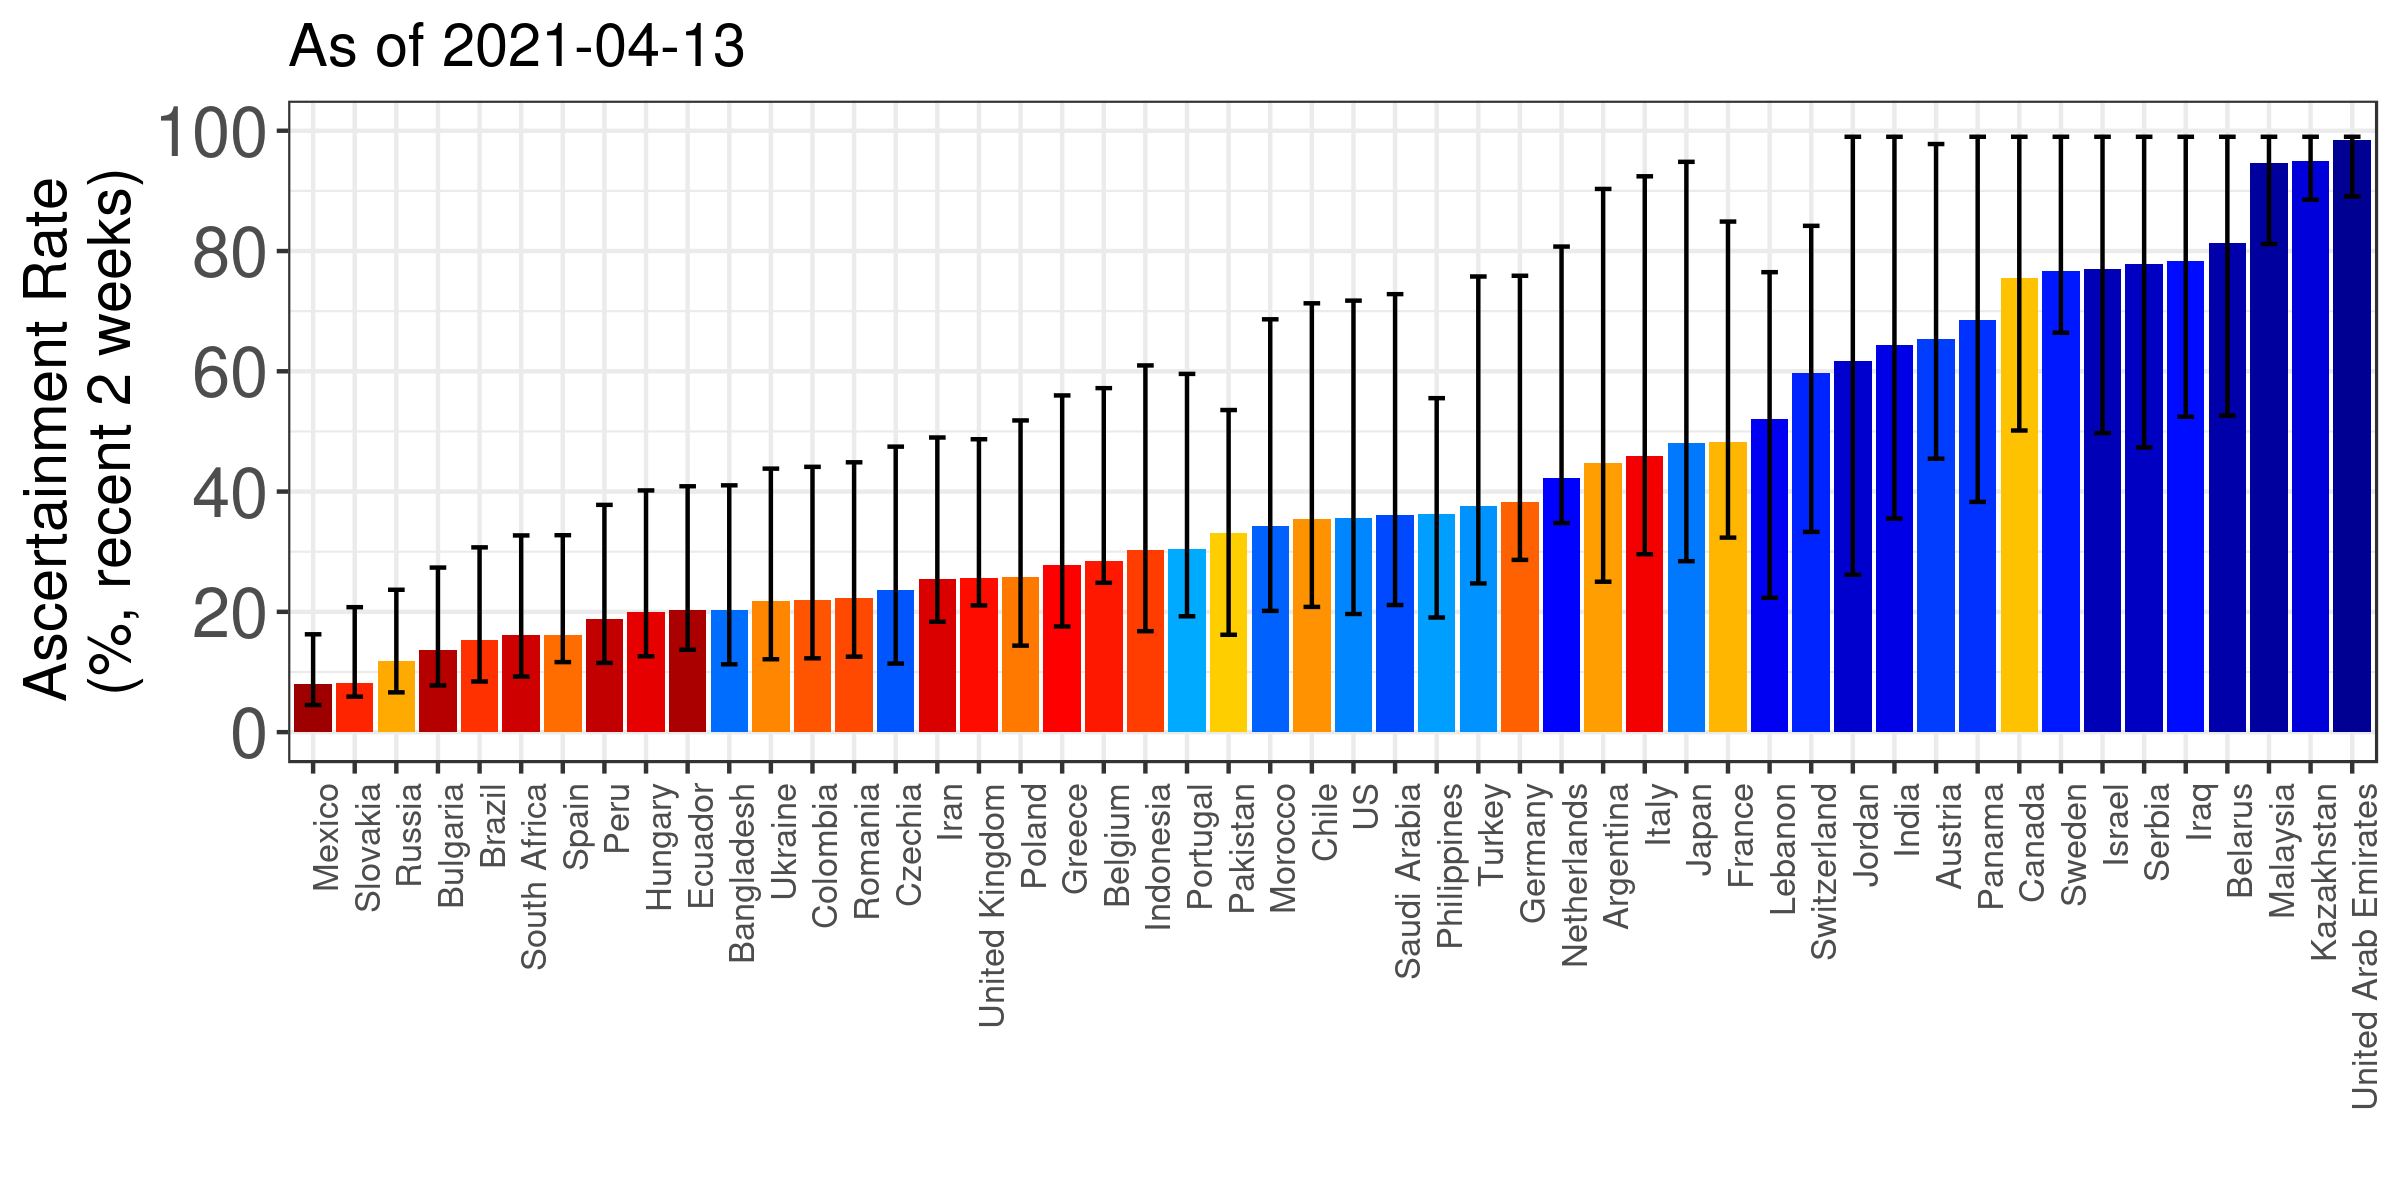 As of 2021-04-13
Ascertainment Rate
(%, recent 2 weeks)
100
80
60
40
20
0
Mexico
Slovakia
Russia
Bulgaria
Brazil
South Africa
Spain
Peru
Hungary
Ecuador
Bangladesh
Ukraine
Colombia
Romania
Czechia
Iran
United Kingdom
Poland
Greece
Belgium
Indonesia
Portugal
Pakistan
Morocco
Chile
US
Saudi Arabia
Philippines
Turkey
Germany
Netherlands
Argentina
Italy
Japan
France
Lebanon
Switzerland
Jordan
India
Austria
Panama
Canada
Sweden
Israel
Serbia
Iraq
Belarus
Malaysia
Kazakhstan
United Arab Emirates